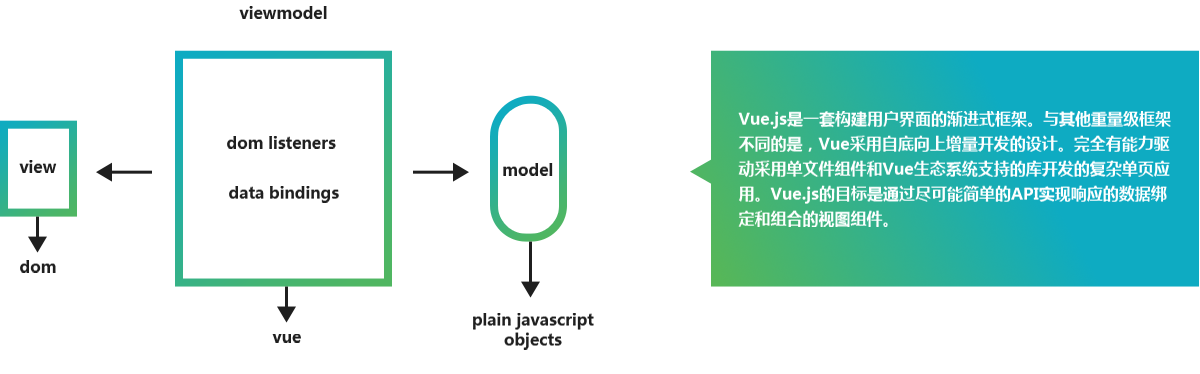 viewmodel
dom listeners
data bindings
view
model
dom
vue
plain javascript
objects
Vue.js是一套构建用户界面的渐进式框架。与其他重量级框架
不同的是，Vue采用自底向上增量开发的设计。完全有能力驱
动采用单文件组件和Vue生态系统支持的库开发的复杂单页应
用。Vue.js的目标是通过尽可能简单的API实现响应的数据绑
定和组合的视图组件。